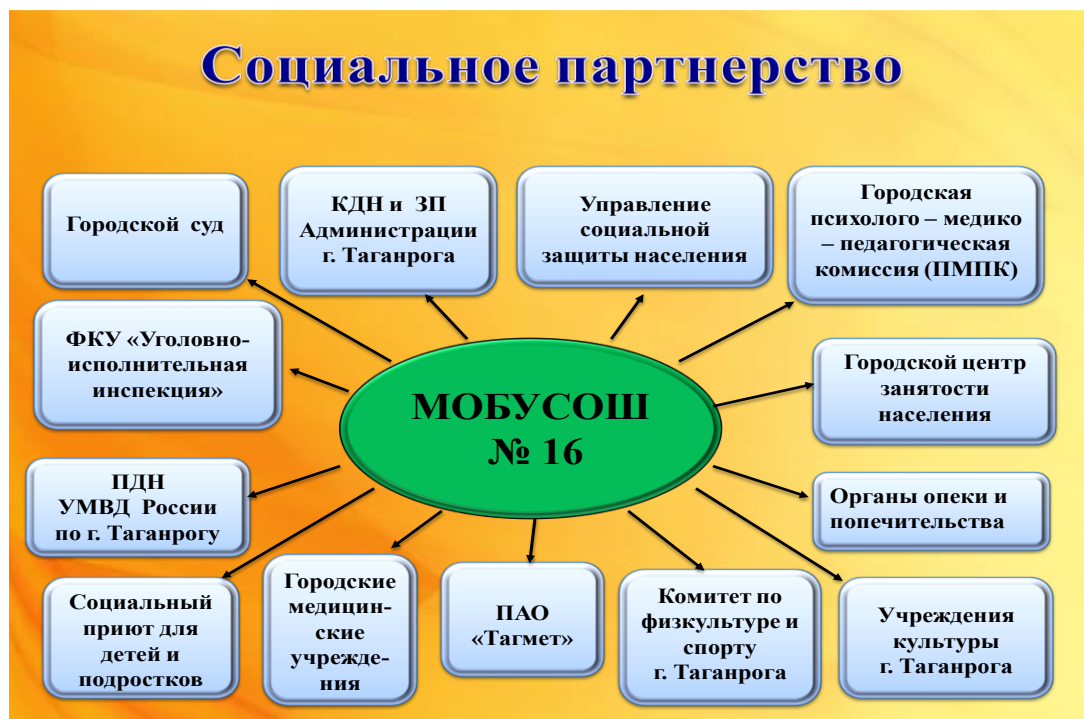 Социальное партнерство
Городской суд
КДН и ЗП
Администрации
г. Таганрога
Управление
социальной
защиты населения
Городская
психолого – медико
– педагогическая
комиссия (ПМПК)
ФКУ «Уголовно-
исполнительная
инспекция»
МОБУСОШ
№ 16
Городской центр
занятости
населения
ПДН
УМВД России
по г. Таганрогу
Органы опеки и
попечительства
Социальный
приют для
детей и
подростков
Городские
медицин-
ские
учрежде-
ния
ПАО
«Тагмет»
Комитет по
физкультуре и
спорту
г. Таганрога
Учреждения
культуры
г. Таганрога